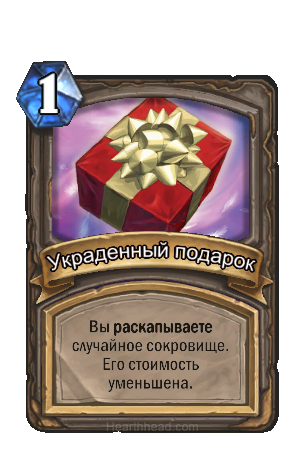 1
Украденный подарок
Вы раскапываете
случайное сокровище.
Его стоимость
уменьшена.
Hearthhead.com